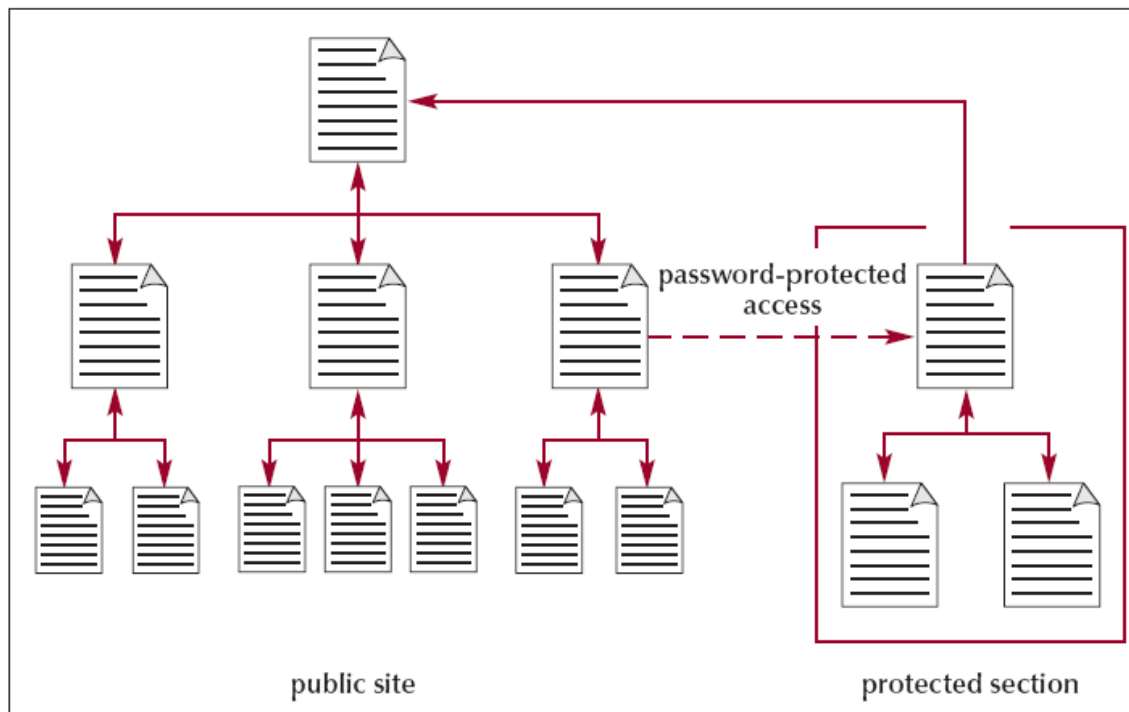 password-protected
access
public site
protected section